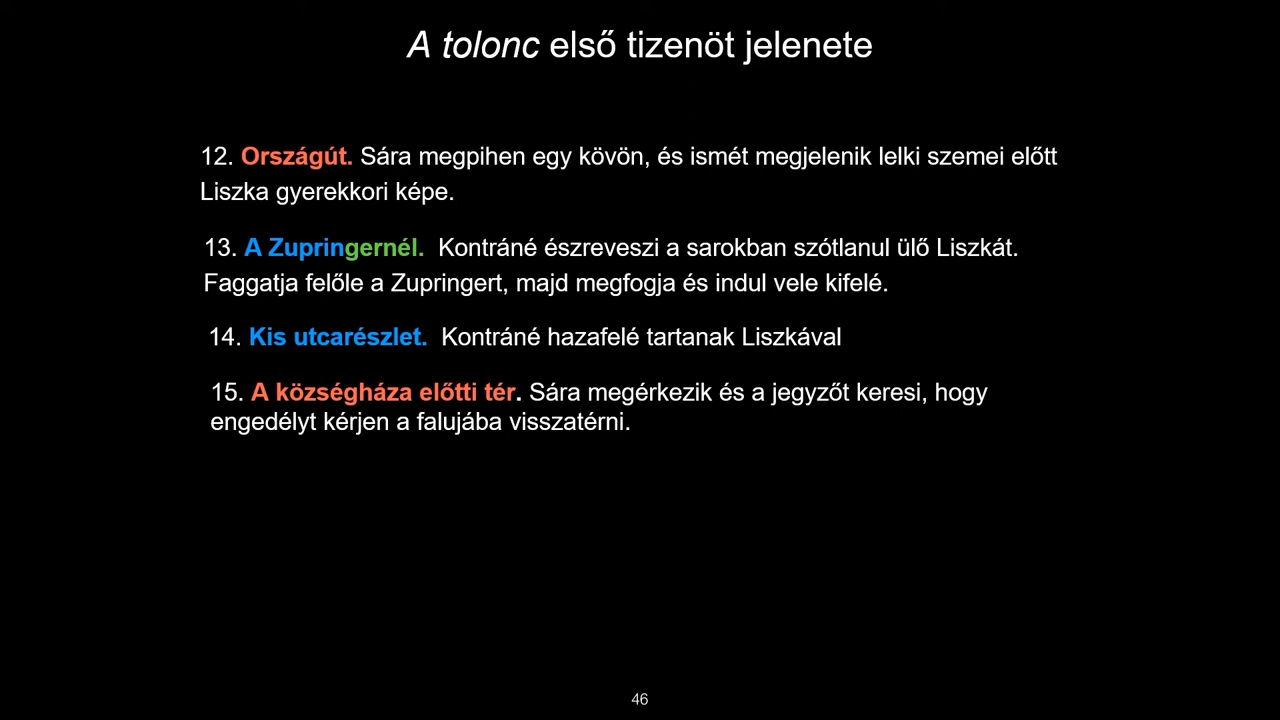 A tolonc első tizenöt jelenete
12. Országút. Sára megpihen egy kövön, és ismét megjelenik lelki szemei előtt
Liszka gyerekkori képe.
13. A Zupringernél. Kontráné észreveszi a sarokban szótlanul ülő Liszkát.
Faggatja felőle a Zupringert, majd megfogja és indul vele kifelé.
14. Kis utcarészlet. Kontráné hazafelé tartanak Liszkával
15. A községháza előtti tér. Sára megérkezik és a jegyzőt keresi, hogy
engedélyt kérjen a falujába visszatérni.
46